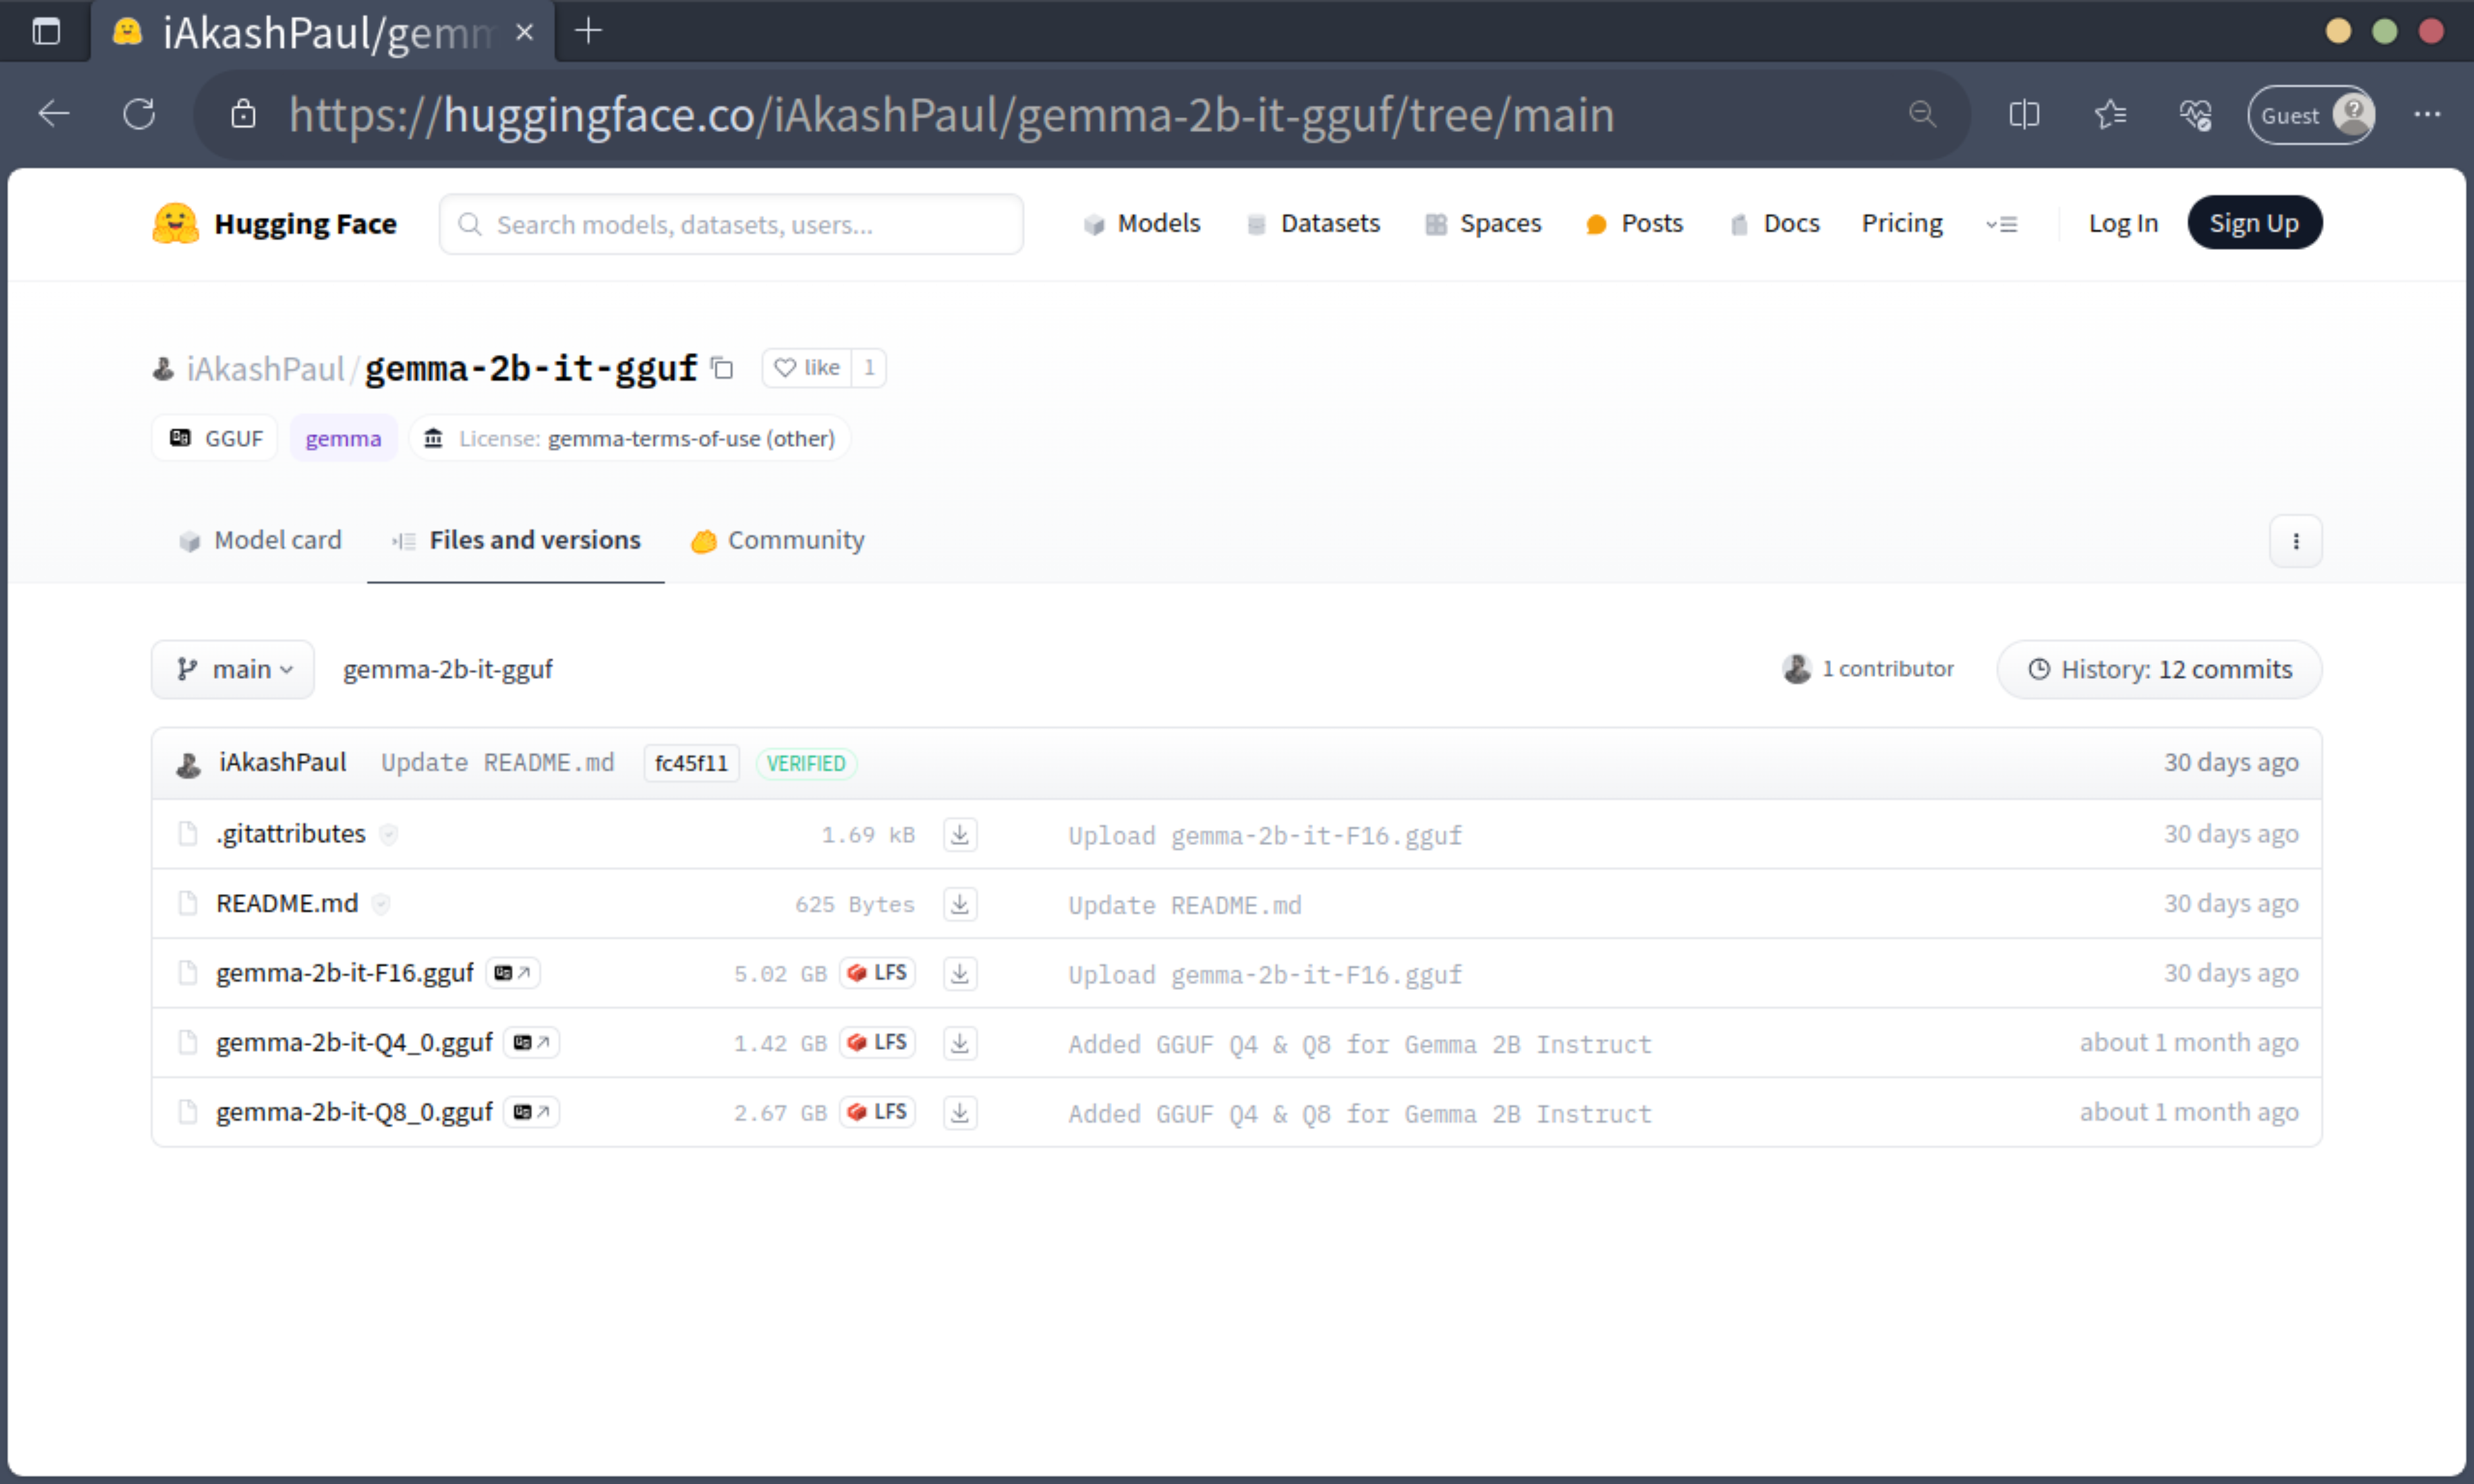 iAkashPaul/gemm
https://huggingface.co/iAkashPaul/gemma-2b-it-gguf/tree/main
Guest
Hugging Face
Search models, datasets, users...
Models
Datasets
Spaces
Posts
Docs
Pricing
Log In
Sign Up
iAkashPaul/gemma-2b-it-gguf
like 1
GGUF
gemma
License: gemma-terms-of-use (other)
Model card
Files and versions
Community
main
gemma-2b-it-gguf
1 contributor
History: 12 commits
iAkashPaul Update README.md fc45f11 VERIFIED 30 days ago
.gitattributes 1.69 kB Upload gemma-2b-it-F16.gguf 30 days ago
README.md 625 Bytes Update README.md 30 days ago
gemma-2b-it-F16.gguf 5.02 GB LFS Upload gemma-2b-it-F16.gguf 30 days ago
gemma-2b-it-Q4_0.gguf 1.42 GB LFS Added GGUF Q4 & Q8 for Gemma 2B Instruct about 1 month ago
gemma-2b-it-Q8_0.gguf 2.67 GB LFS Added GGUF Q4 & Q8 for Gemma 2B Instruct about 1 month ago